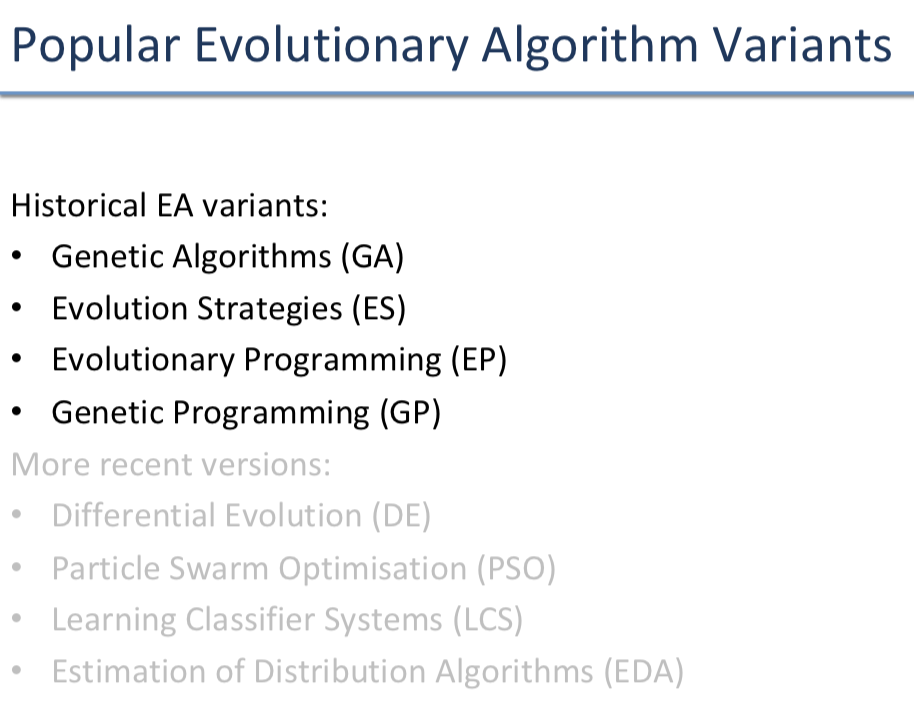 Popular Evolutionary Algorithm Variants
Historical EA variants:
• Genetic Algorithms (GA)
• Evolution Strategies (ES)
• Evolutionary Programming (EP)
• Genetic Programming (GP)
More recent versions:
• Differential Evolution (DE)
• Particle Swarm Optimisation (PSO)
• Learning Classifier Systems (LCS)
• Estimation of Distribution Algorithms (EDA)